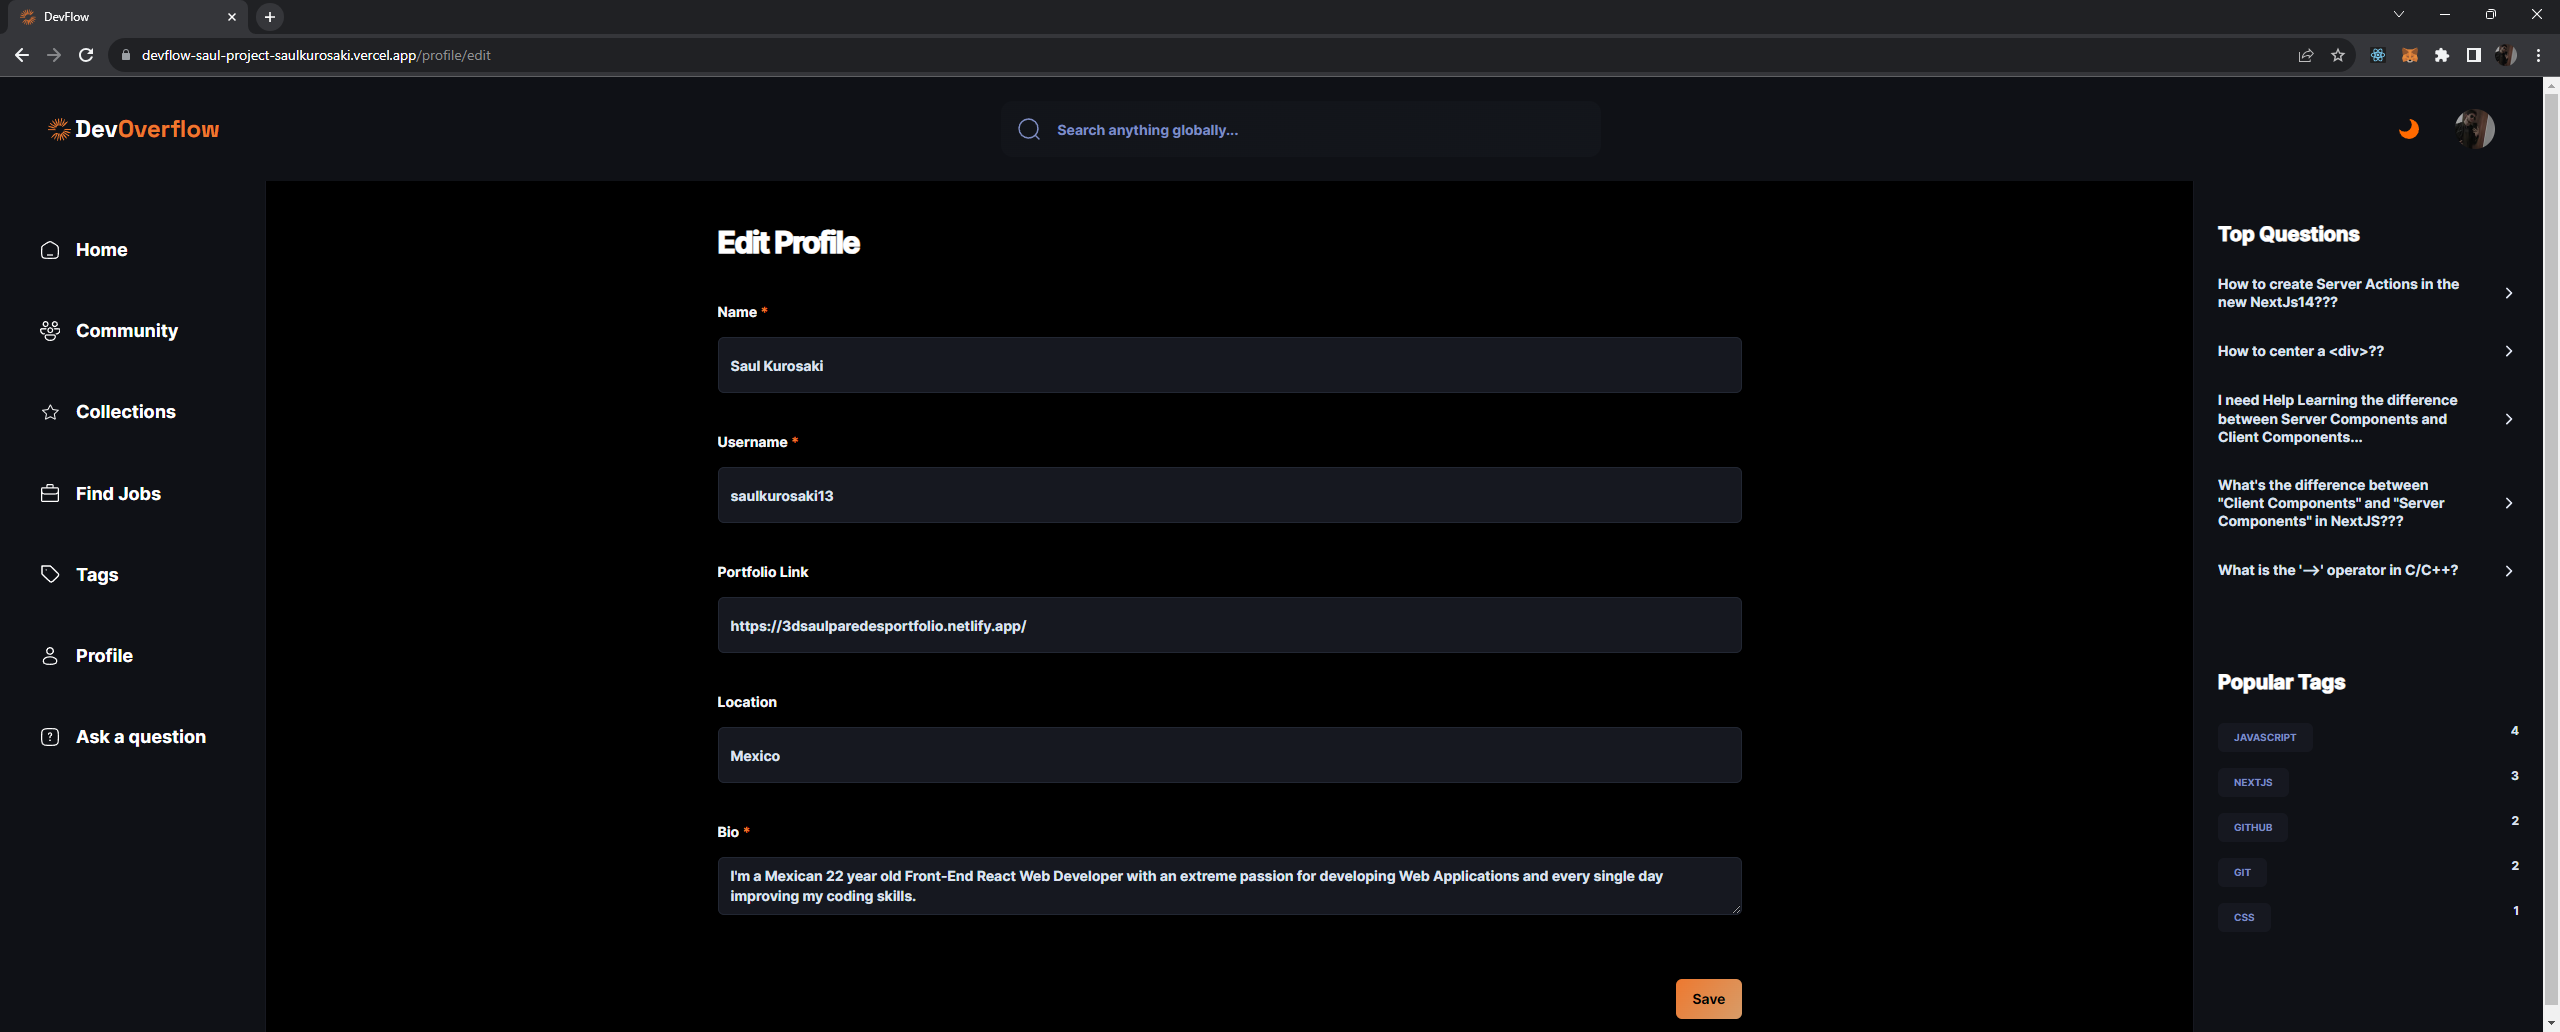 DevFlow
devflow-saul-project-saulkurosaki.vercel.app/profile/edit
DevOverflow
Search anything globally...
Home
Community
Collections
Find Jobs
Tags
Profile
Ask a question
Edit Profile
Name *
Saul Kurosaki
Username *
saulkurosaki13
Portfolio Link
https://3dsaulparedesportfolio.netlify.app/
Location
Mexico
Bio *
I'm a Mexican 22 year old Front-End React Web Developer with an extreme passion for developing Web Applications and every single day
improving my coding skills.
Save
Top Questions
How to create Server Actions in the
new NextJs14???
How to center a <div>??
I need Help Learning the difference
between Server Components and
Client Components...
What's the difference between
"Client Components" and "Server
Components" in NextJS???
What is the '-->' operator in C/C++?
Popular Tags
JAVASCRIPT 4
NEXTJS 3
GITHUB 2
GIT 2
CSS 1